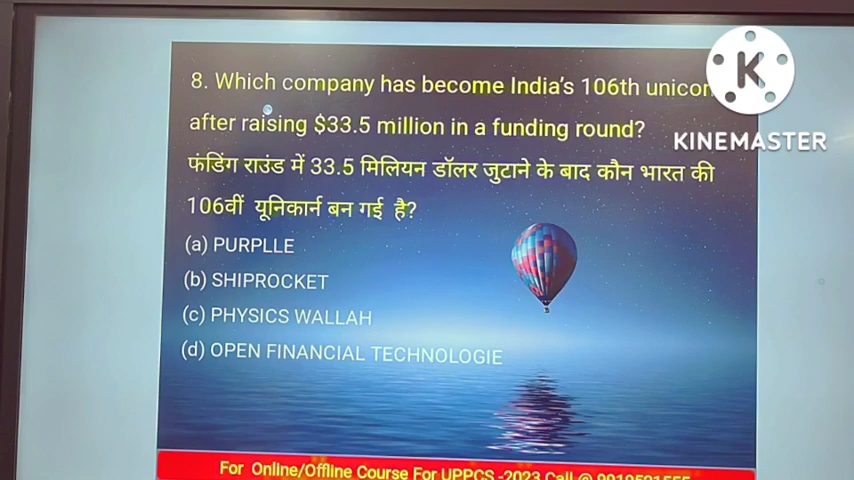 8. Which company has become India's 106th unicor
after raising $33.5 million in a funding round?
फंडिंग राउंड में 33.5 मिलियन डॉलर जुटाने के बाद कौन भारत की
106वीं यूनिकार्न बन गई है?
(a) PURPLLE
(b) SHIPROCKET
(c) PHYSICS WALLAH
(d) OPEN FINANCIAL TECHNOLOGIE
For Online/Offline Course For UPPCS -2023 Call @
K
KINEMASTER